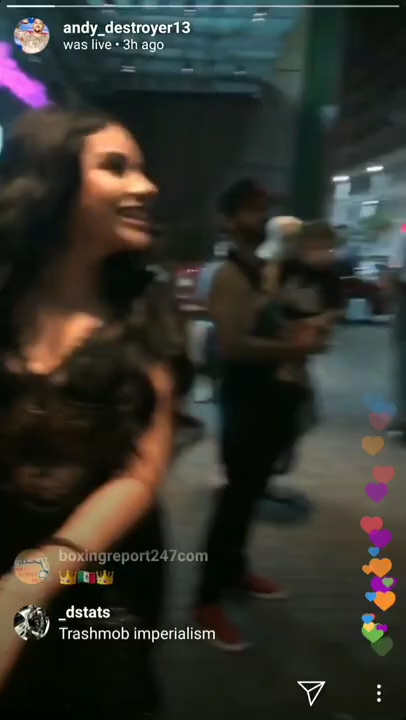 andy_destroyer13
was live • 3h ago
boxingreport247com
👑🇲🇽👑
_dstats
Trashmob imperialism